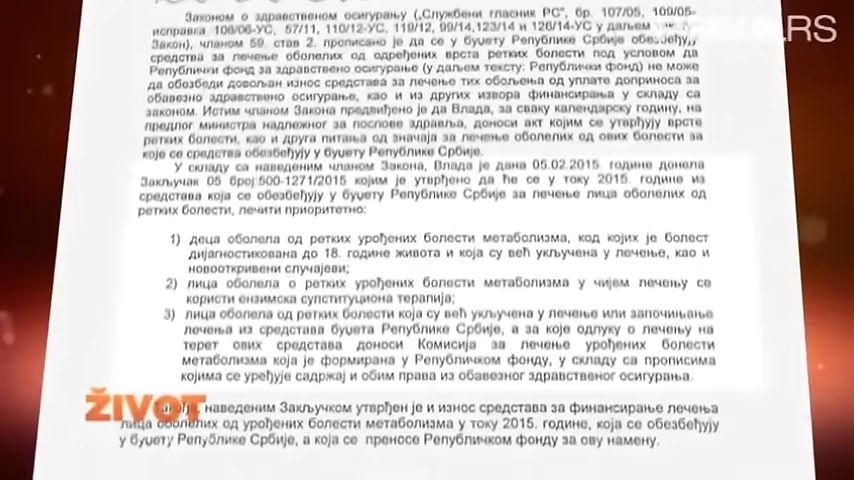 Законом о здравственом осигурању („Службени гласник РС", бр. 107/05, 109/05-
исправка 106/06-УС, 57/11, 110/12-УС, 119/12, 99/14,123/14 и 126/14-УС у даљем
Закон), чланом 59. став 2. прописано је да се у буџету Републике Србије обезбеђују
средства за лечење оболелих од одређених врста ретких болести под условом да
Републички фонд за здравствено осигурање (у даљем тексту: Републички фонд) не може
да обезбеди довољан износ средстава за лечење тих обољења од уплате доприноса за
обавезно здравствено осигурање, као и из других извора финансирања у складу са
законом. Истим чланом Закона предвиђено је да Влада, за сваку календарску годину, на
предлог министра надлежног за послове здравља, доноси акт којим се утврђују врсте
ретких болести, као и друга питања од значаја за лечење оболелих од ових болести за
које се средства обезбеђују у буџету Републике Србије.
У складу са наведеним чланом Закона, Влада је дана 05.02.2015. године донела
Закључак 05 број:500-1271/2015 којим је утврђено да ће се у току 2015. године из
средстава која се обезбеђују у буџету Републике Србије за лечење лица оболелих од
ретких болести, лечити приоритетно:
1) деца оболела од ретких урођених болести метаболизма, код којих је болест
дијагностикована до 18. године живота и која су већ укључена у лечење, као и
новооткривени случајеви;
2) лица оболела о ретких урођених болести метаболизма у чијем лечењу се
користи ензимска супституциона терапија;
3) лица оболела од ретких болести која су већ укључена у лечење или започињање
лечења из средстава буџета Републике Србије, а за које одлуку о лечењу на
терет ових средстава доноси Комисија за лечење урођених болести
метаболизма која је формирана у Републичком фонду, у складу са прописима
којима се уређује садржај и обим права из обавезног здравственог осигурања.
ŽIVOT
наведеним Закључком утврђен је и износ средстава за финансирање лечења
лица оболелих од урођених болести метаболизма у току 2015. године, која се обезбеђују
у буџету Републике Србије, а која се преносе Републичком фонду за ову намену.
.RS